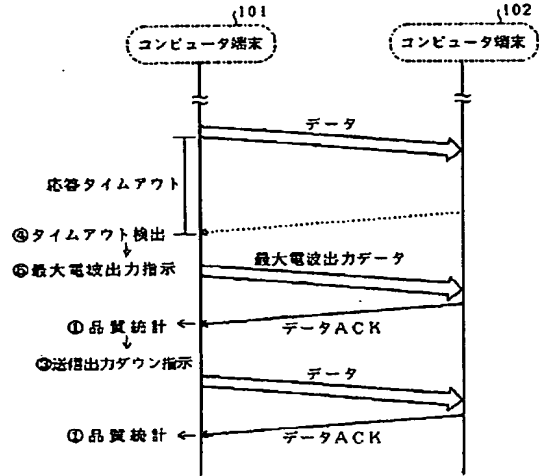 101
102
コンピュータ端末
コンピュータ端末
データ
応答タイムアウト
④タイムアウト検出
⑤最大電波出力指示
最大電波出力データ
①品質統計
データACK
③送信出力ダウン指示
データ
①品質統計
データACK